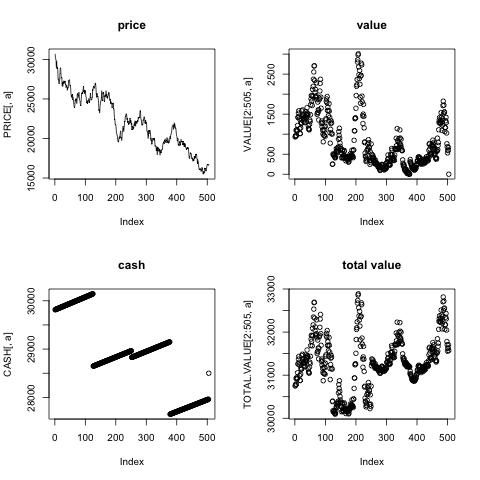 price
PRICE[, a]
15000 20000 25000 30000
0 100 200 300 400 500
Index
value
VALUE[2:505, a]
0 500 1500 2500
0 100 200 300 400 500
Index
cash
CASH[, a]
28000 29000 30000
0 100 200 300 400 500
Index
total value
TOTAL.VALUE[2:505, a]
30000 31000 32000 33000
0 100 200 300 400 500
Index